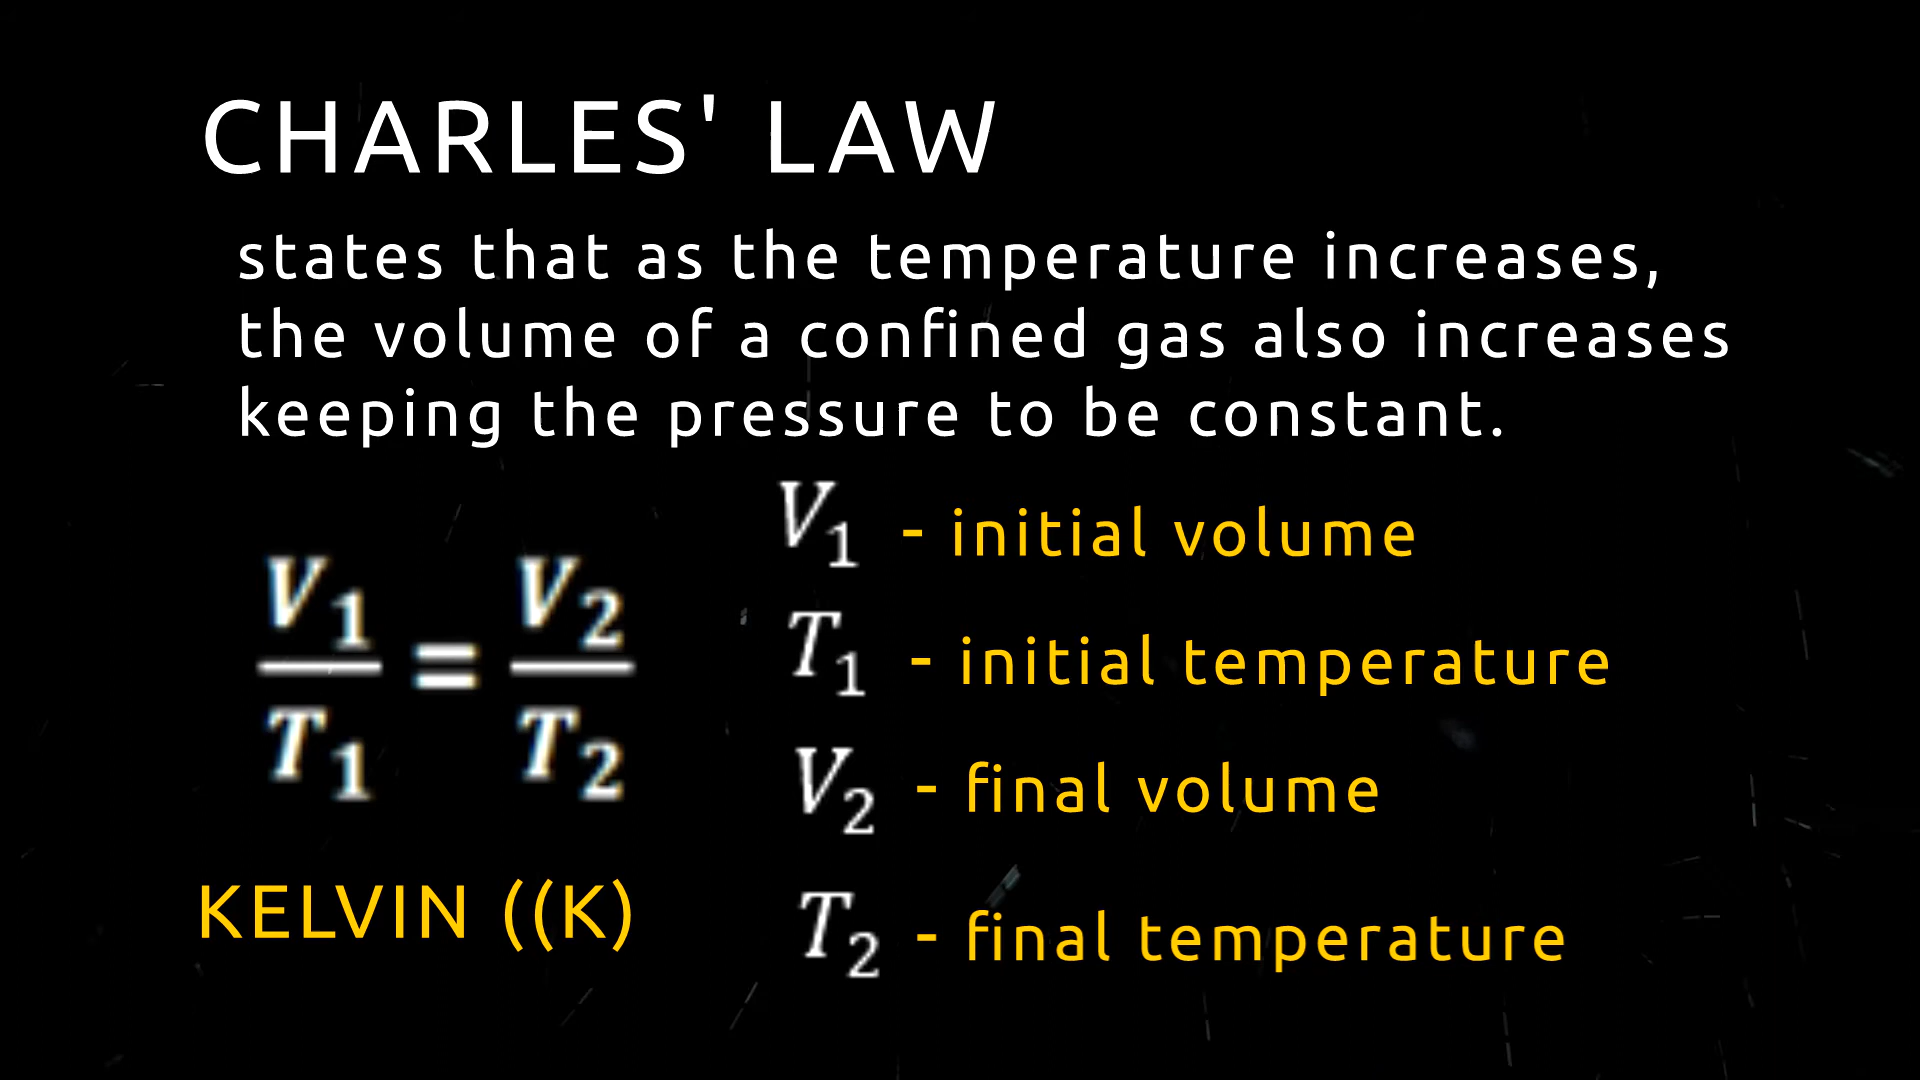 CHARLES' LAW
states that as the temperature increases,
the volume of a confined gas also increases
keeping the pressure to be constant.
V₁/T₁ = V₂/T₂
V₁ - initial volume
T₁ - initial temperature
V₂ - final volume
T₂ - final temperature
KELVIN ((K)